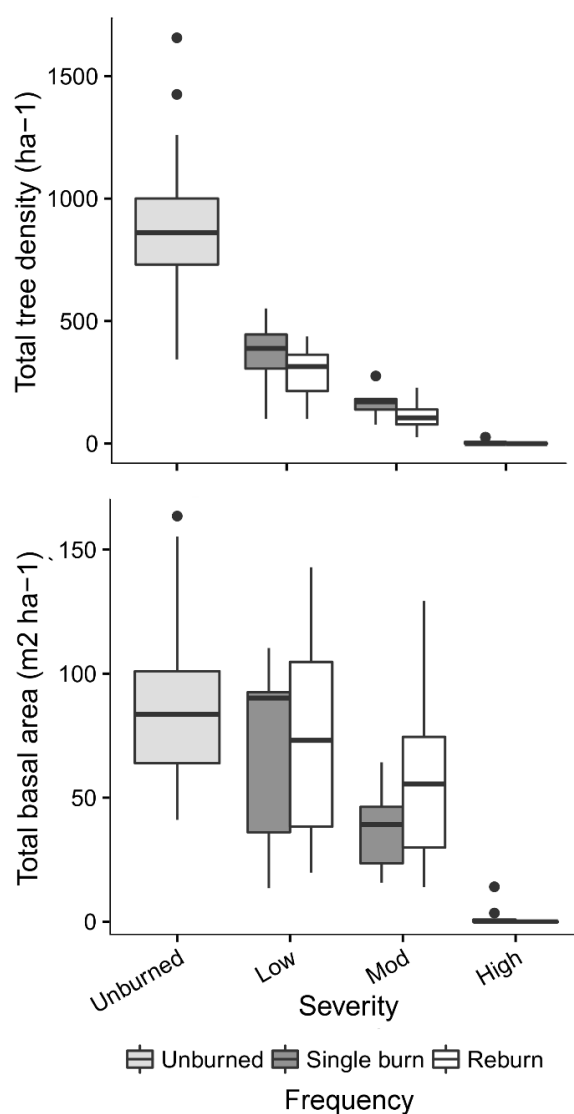 Total tree density (ha−1)
1500
1000
500
0
Total basal area (m2 ha−1)
150
100
50
0
Unburned
Low
Mod
High
Severity
Unburned Single burn Reburn
Frequency